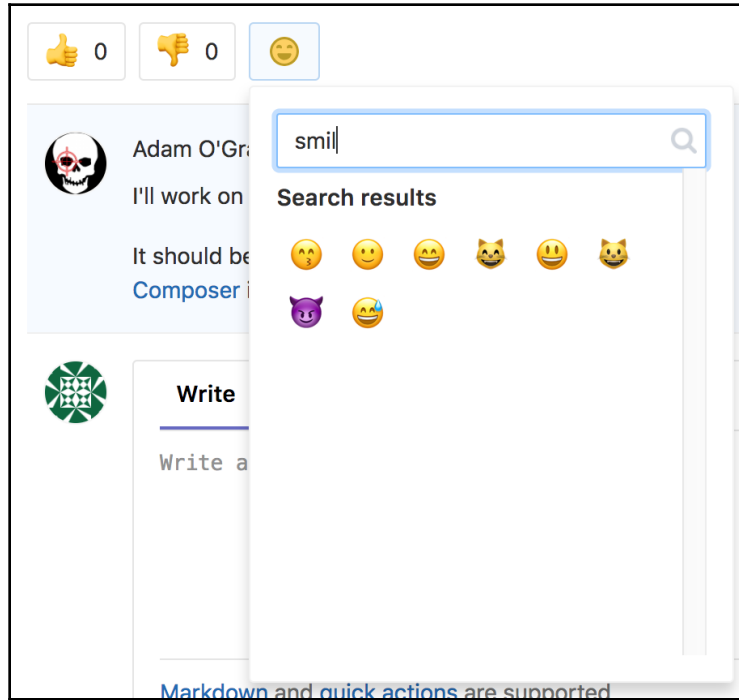 0 0
smil
Search results
Adam O'Gra
I'll work on
It should be
Composer i
Write
Write a
Markdown and quick actions are supported